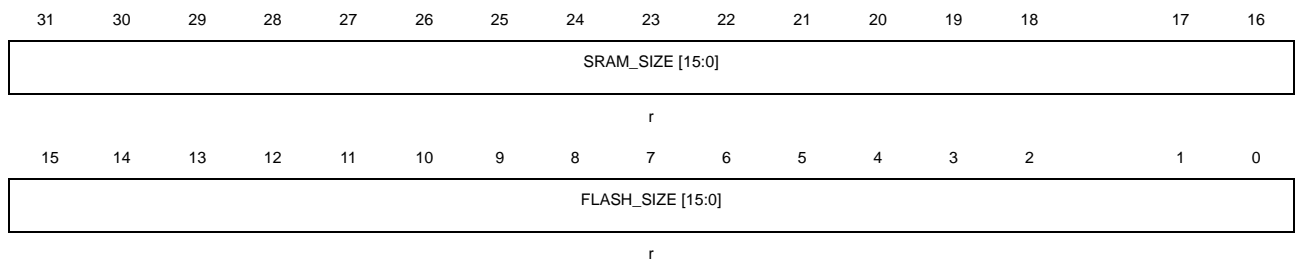 31 30 29 28 27 26 25 24 23 22 21 20 19 18 17 16
SRAM_SIZE [15:0]
r
15 14 13 12 11 10 9 8 7 6 5 4 3 2 1 0
FLASH_SIZE [15:0]
r